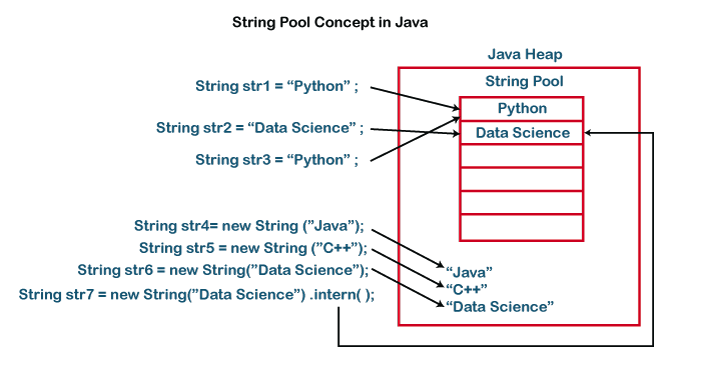 String Pool Concept in Java
Java Heap
String Pool
String str1 = “Python” ;
Python
String str2 = “Data Science” ;
Data Science
String str3 = “Python” ;
String str4= new String (”Java”);
String str5 = new String (”C++”);
String str6 = new String(”Data Science”);
String str7 = new String(”Data Science”) .intern( );
“Java”
“C++”
“Data Science”